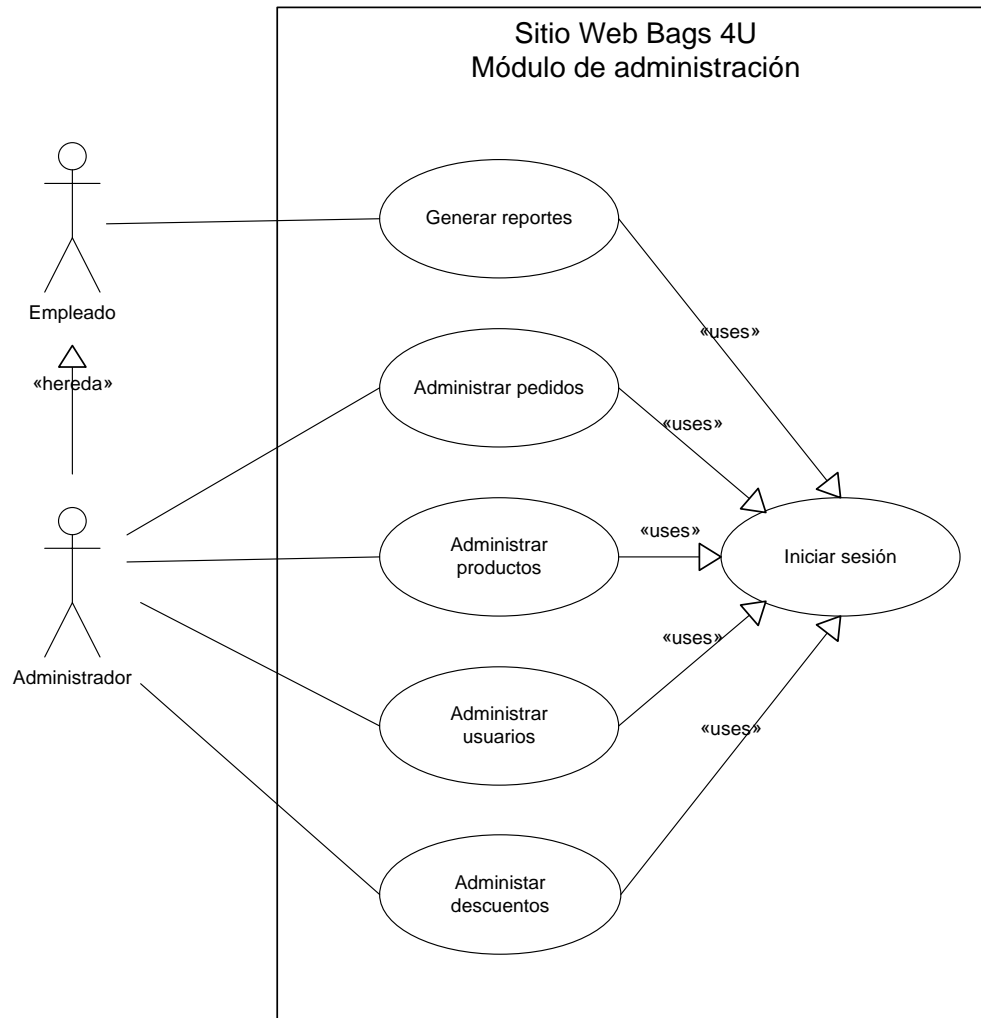 Sitio Web Bags 4U
Módulo de administración
Generar reportes
Empleado
«uses»
«hereda»
Administrar pedidos
«uses»
Administrar
productos
«uses»
Iniciar sesión
Administrador
«uses»
Administrar
usuarios
«uses»
Administar
descuentos